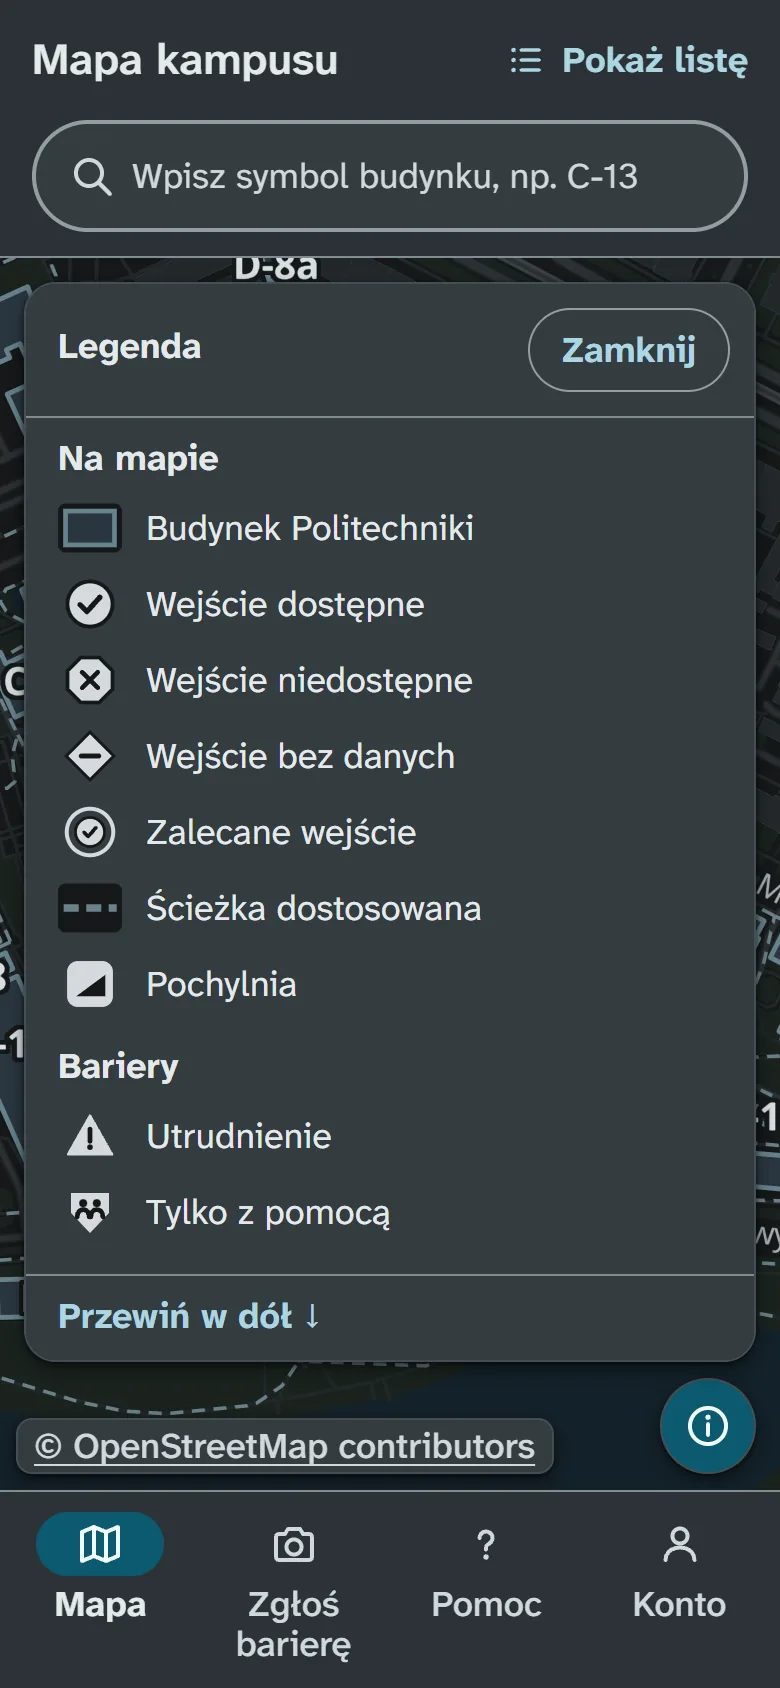 Mapa kampusu
Pokaż listę
Wpisz symbol budynku, np. C-13
D-8a
Legenda
Zamknij
Na mapie
Budynek Politechniki
Wejście dostępne
Wejście niedostępne
Wejście bez danych
Zalecane wejście
Ścieżka dostosowana
Pochylnia
Bariery
Utrudnienie
Tylko z pomocą
Przewiń w dół ↓
© OpenStreetMap contributors
Mapa
Zgłoś
barierę
Pomoc
Konto